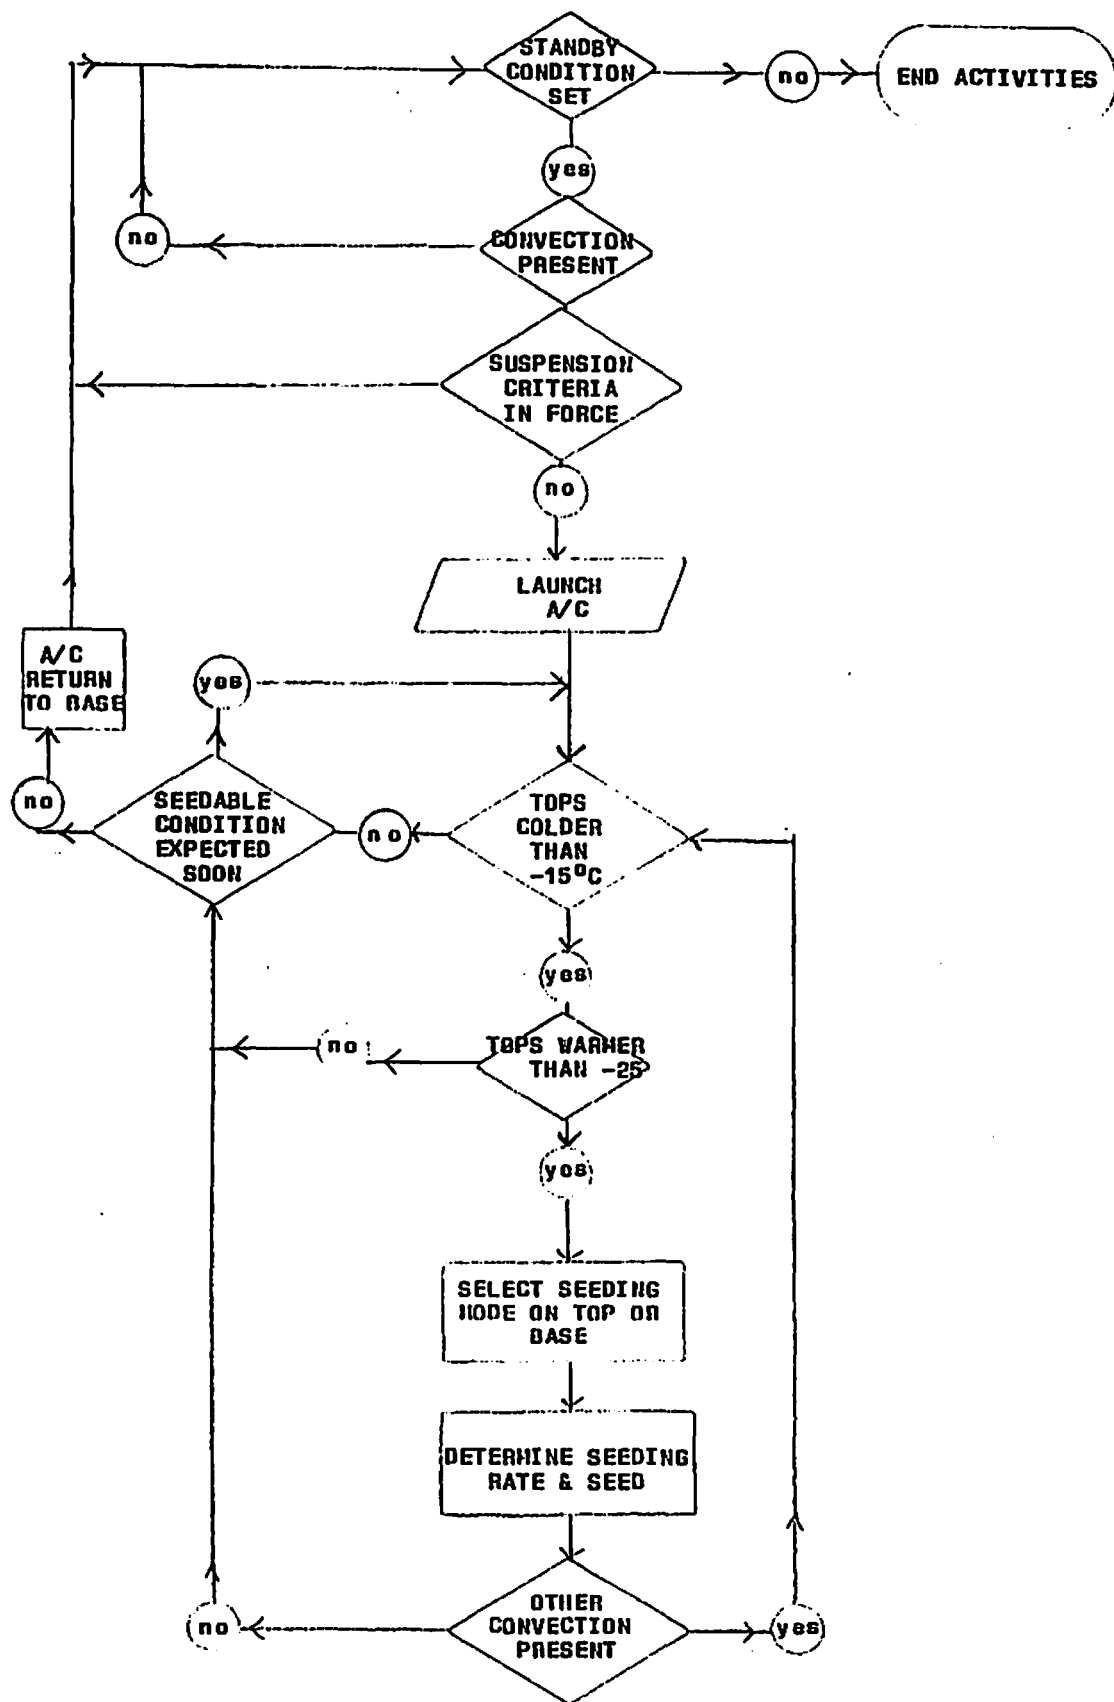 STANDBY
CONDITION
SET
no
END ACTIVITIES
yes
CONVECTION
PRESENT
no
SUSPENSION
CRITERIA
IN FORCE
no
LAUNCH
A/C
A/C
RETURN
TO BASE
yes
no
SEEDABLE
CONDITION
EXPECTED
SOON
no
TOPS
COLDER
THAN
-15°C
yes
TOPS WARMER
THAN -25
no
yes
SELECT SEEDING
MODE ON TOP OR
BASE
DETERMINE SEEDING
RATE & SEED
OTHER
CONVECTION
PRESENT
no
yes